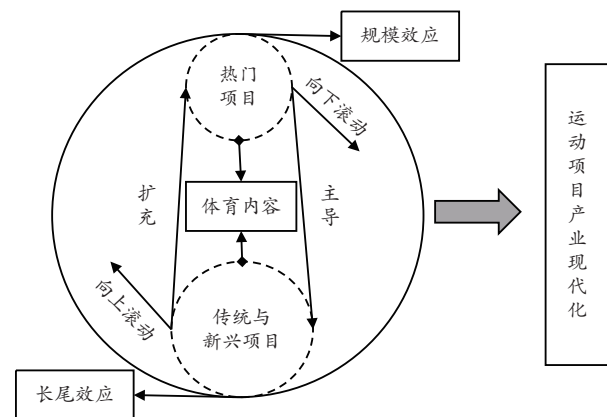 规模效应
热门
项目
向下滚动
扩充
体育内容
主导
向上滚动
传统与
新兴项目
长尾效应
运动项目产业现代化